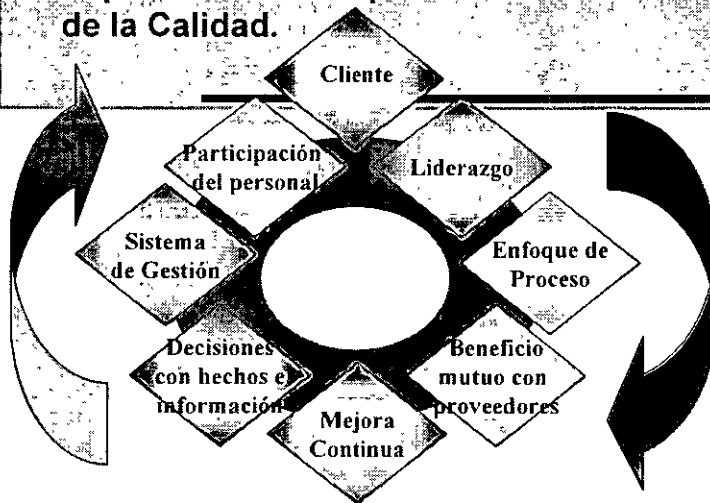 de la Calidad.
Cliente
Participación
del personal
Liderazgo
Sistema
de Gestión
Enfoque de
Proceso
Decisiones
con hechos e
información
Beneficio
mutuo con
proveedores
Mejora
Continua